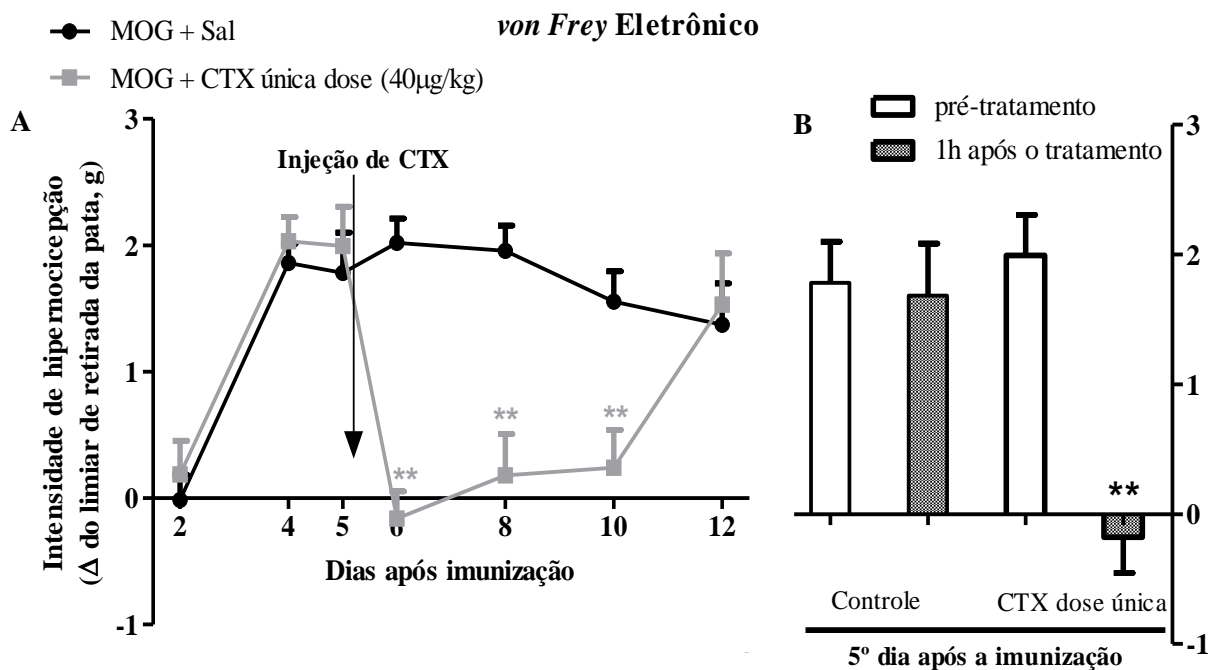 von Frey Eletrônico
MOG + Sal
MOG + CTX única dose (40µg/kg)
A
Injeção de CTX
Intensidade de hipernocicepção
(Δ do limiar de retirada da pata, g)
3
2
1
0
-1
** ** **
2 4 5 6 8 10 12
Dias após imunização
B
pré-tratamento
1h após o tratamento
3
2
1
0
-1
**
Controle CTX dose única
5º dia após a imunização